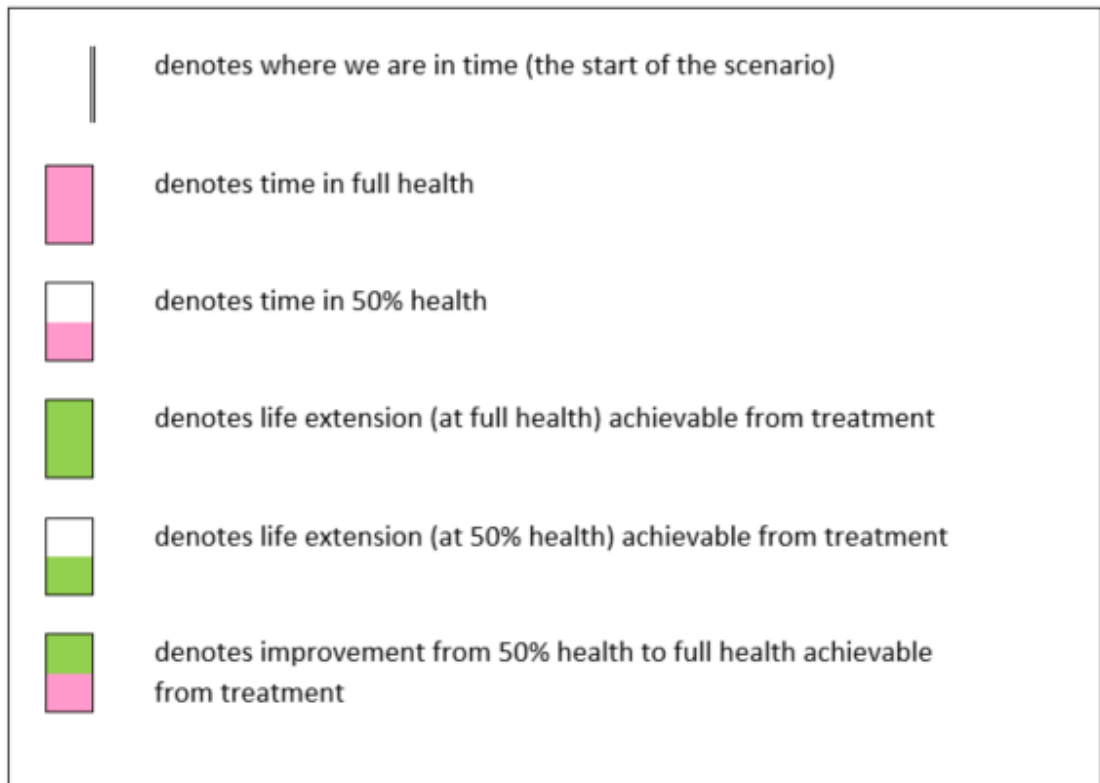 denotes where we are in time (the start of the scenario)
denotes time in full health
denotes time in 50% health
denotes life extension (at full health) achievable from treatment
denotes life extension (at 50% health) achievable from treatment
denotes improvement from 50% health to full health achievable
from treatment